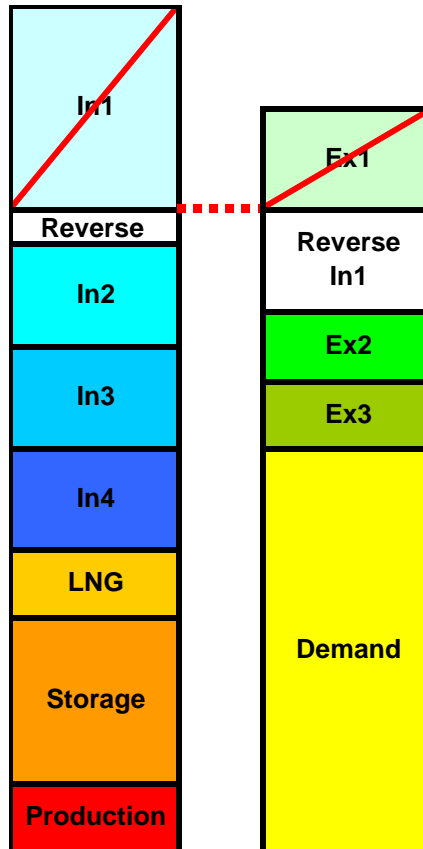 In1
Reverse
In2
In3
In4
LNG
Storage
Production
Ex1
Reverse
In1
Ex2
Ex3
Demand